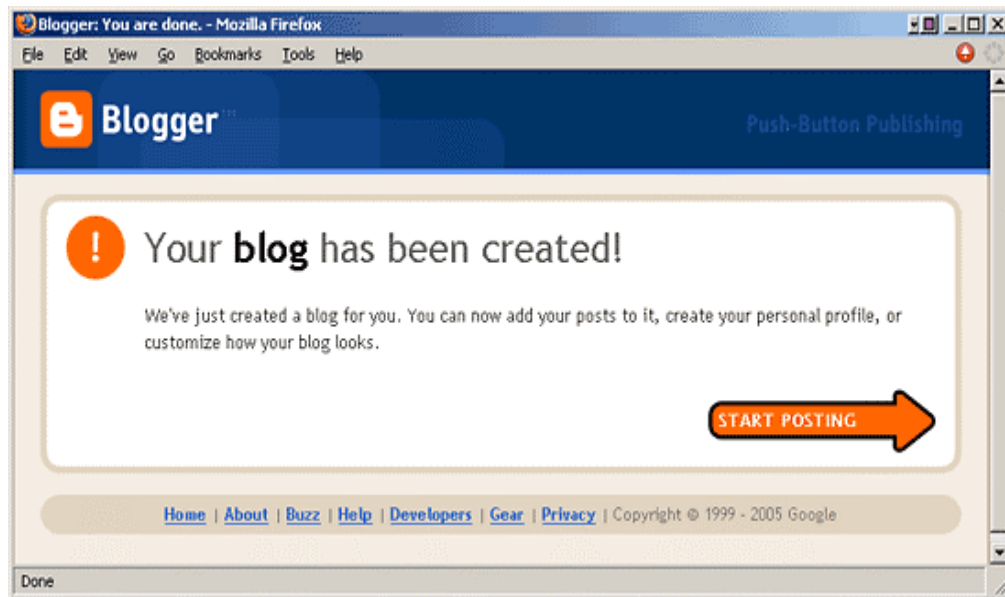 Blogger: You are done. - Mozilla Firefox
File Edit View Go Bookmarks Tools Help
Blogger
Push-Button Publishing
! Your blog has been created!
We've just created a blog for you. You can now add your posts to it, create your personal profile, or
customize how your blog looks.
START POSTING
Home | About | Buzz | Help | Developers | Gear | Privacy | Copyright © 1999 - 2005 Google
Done